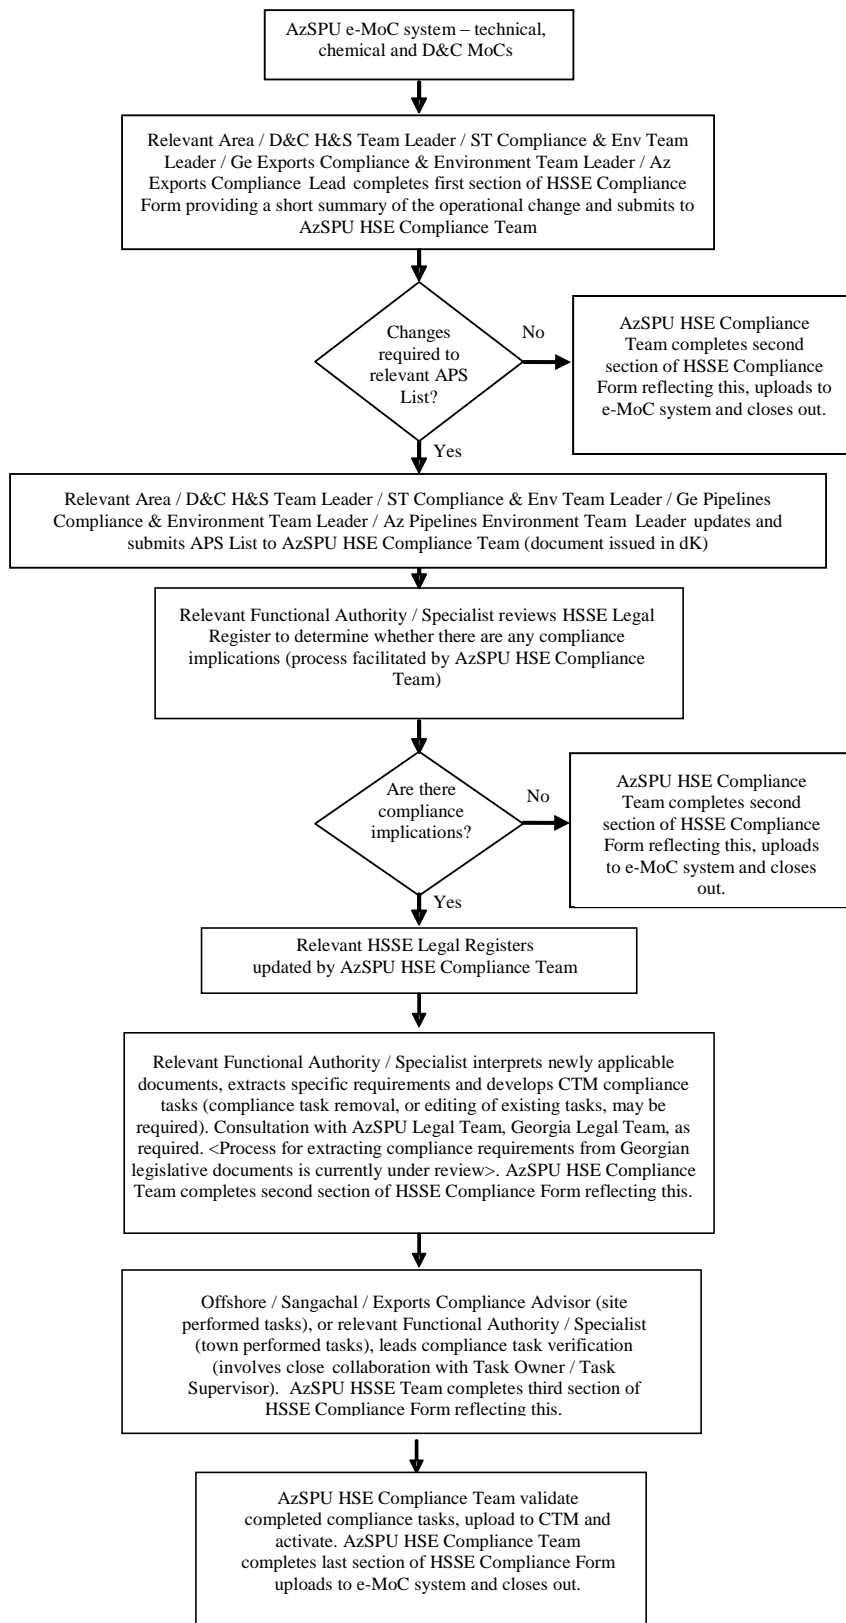 AzSPU e-MoC system – technical,
chemical and D&C MoCs
Relevant Area / D&C H&S Team Leader / ST Compliance & Env Team
Leader / Ge Exports Compliance & Environment Team Leader / Az
Exports Compliance Lead completes first section of HSSE Compliance
Form providing a short summary of the operational change and submits to
AzSPU HSE Compliance Team
Changes
required to
relevant APS
List?
No
AzSPU HSE Compliance
Team completes second
section of HSSE Compliance
Form reflecting this, uploads to
e-MoC system and closes out.
Yes
Relevant Area / D&C H&S Team Leader / ST Compliance & Env Team Leader / Ge Pipelines
Compliance & Environment Team Leader / Az Pipelines Environment Team Leader updates and
submits APS List to AzSPU HSE Compliance Team (document issued in dK)
Relevant Functional Authority / Specialist reviews HSSE Legal
Register to determine whether there are any compliance
implications (process facilitated by AzSPU HSE Compliance
Team)
Are there
compliance
implications?
No
AzSPU HSE Compliance
Team completes second
section of HSSE Compliance
Form reflecting this, uploads
to e-MoC system and closes
out.
Yes
Relevant HSSE Legal Registers
updated by AzSPU HSE Compliance Team
Relevant Functional Authority / Specialist interprets newly applicable
documents, extracts specific requirements and develops CTM compliance
tasks (compliance task removal, or editing of existing tasks, may be
required). Consultation with AzSPU Legal Team, Georgia Legal Team, as
required. <Process for extracting compliance requirements from Georgian
legislative documents is currently under review>. AzSPU HSE Compliance
Team completes second section of HSSE Compliance Form reflecting this.
Offshore / Sangachal / Exports Compliance Advisor (site
performed tasks), or relevant Functional Authority / Specialist
(town performed tasks), leads compliance task verification
(involves close collaboration with Task Owner / Task
Supervisor). AzSPU HSSE Team completes third section of
HSSE Compliance Form reflecting this.
AzSPU HSE Compliance Team validate
completed compliance tasks, upload to CTM and
activate. AzSPU HSE Compliance Team
completes last section of HSSE Compliance Form
uploads to e-MoC system and closes out.